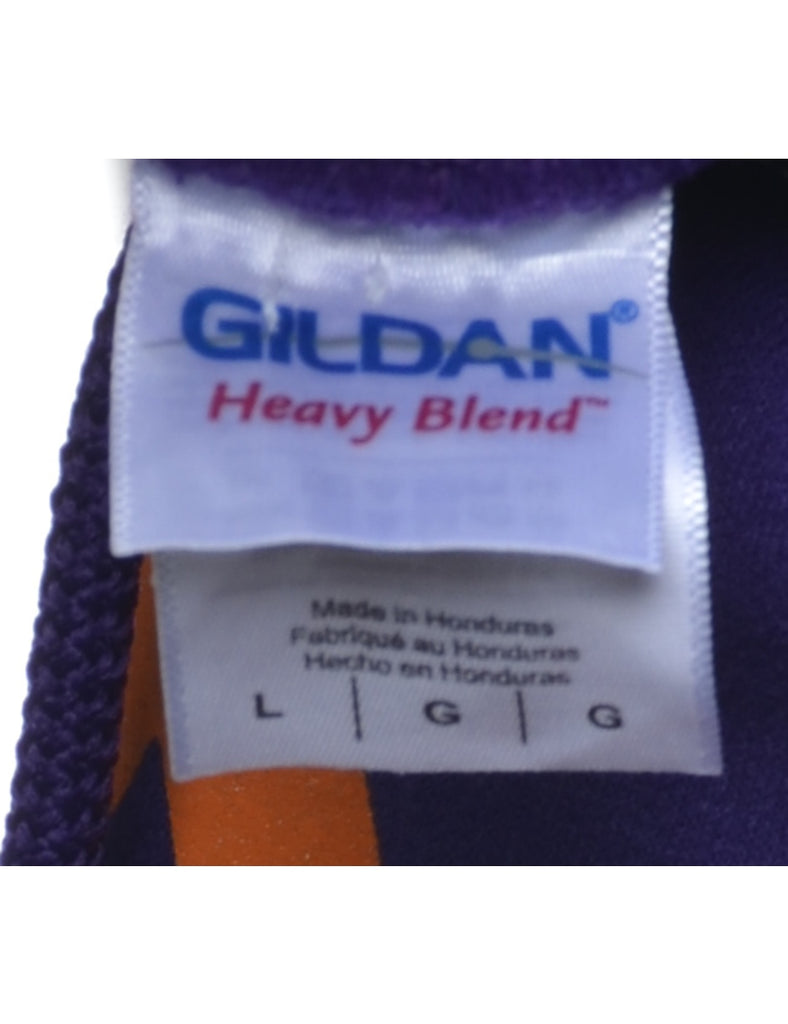 GILDAN®
Heavy Blend™
Made in Honduras
Fabriqué au Honduras
Hecho en Honduras
L | G | G